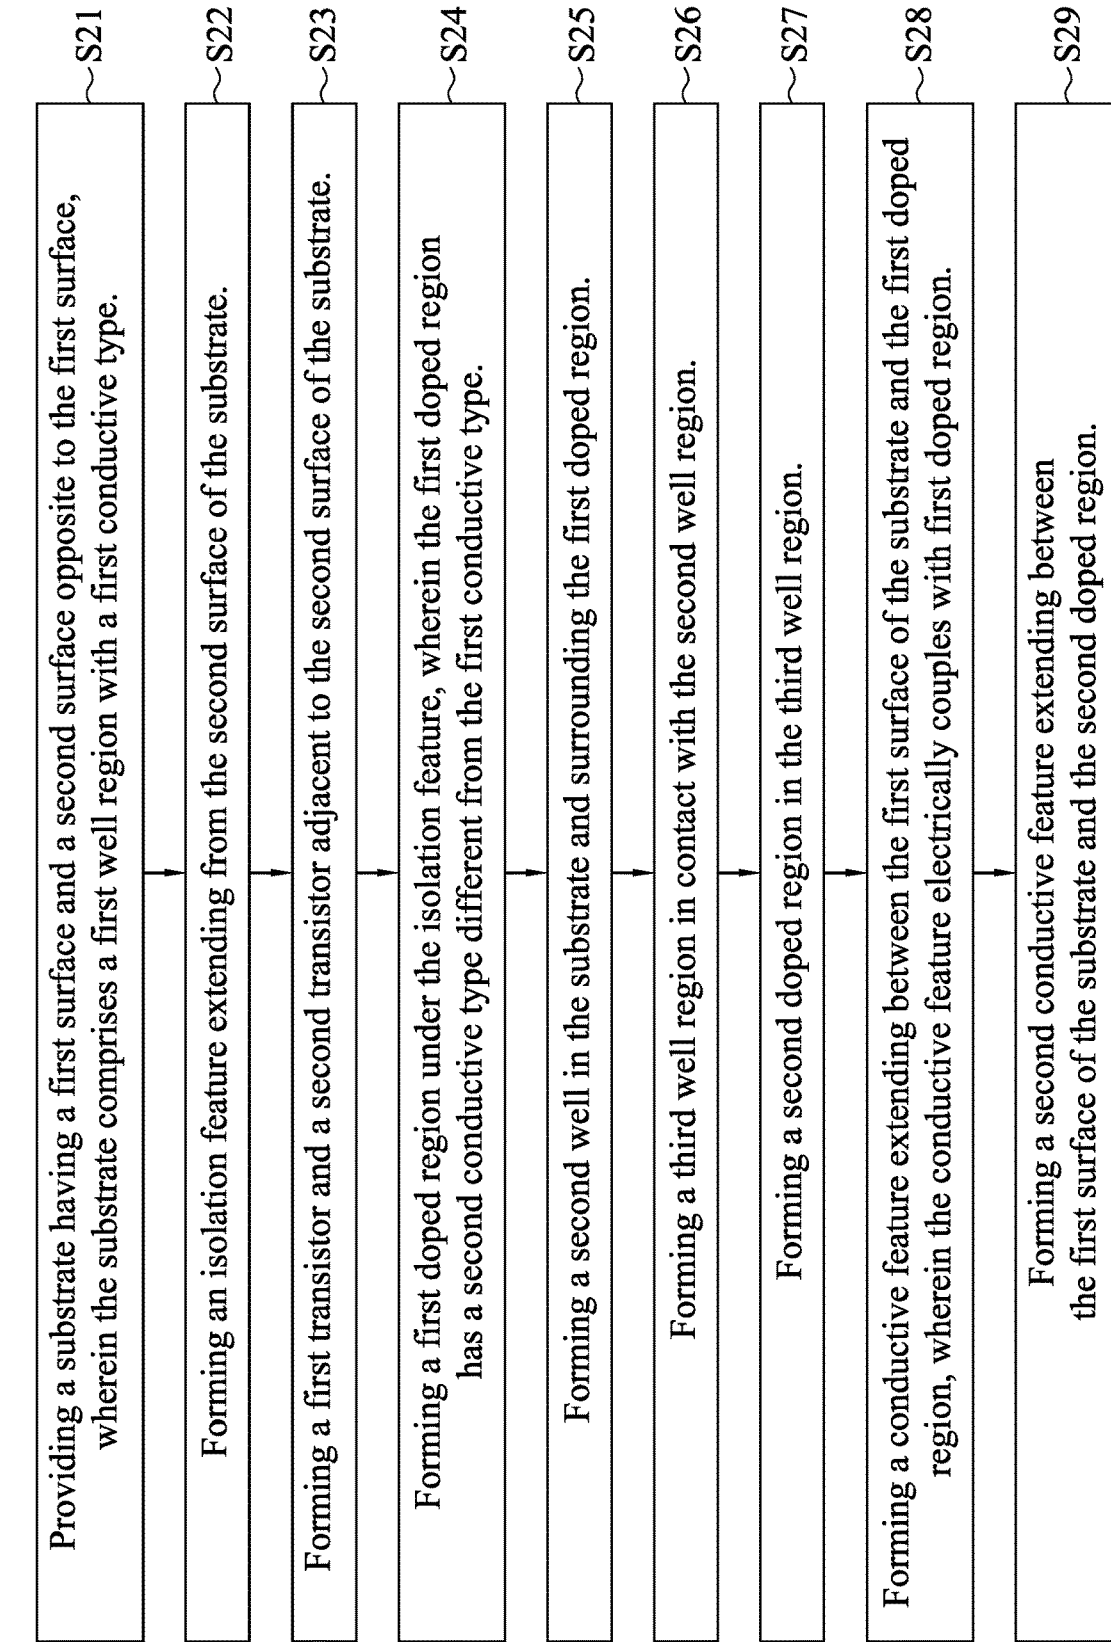 Providing a substrate having a first surface and a second surface opposite to the first surface,
wherein the substrate comprises a first well region with a first conductive type.
S21
Forming an isolation feature extending from the second surface of the substrate.
S22
Forming a first transistor and a second transistor adjacent to the second surface of the substrate.
S23
Forming a first doped region under the isolation feature, wherein the first doped region
has a second conductive type different from the first conductive type.
S24
Forming a second well in the substrate and surrounding the first doped region.
S25
Forming a third well region in contact with the second well region.
S26
Forming a second doped region in the third well region.
S27
Forming a conductive feature extending between the first surface of the substrate and the first doped
region, wherein the conductive feature electrically couples with first doped region.
S28
Forming a second conductive feature extending between
the first surface of the substrate and the second doped region.
S29